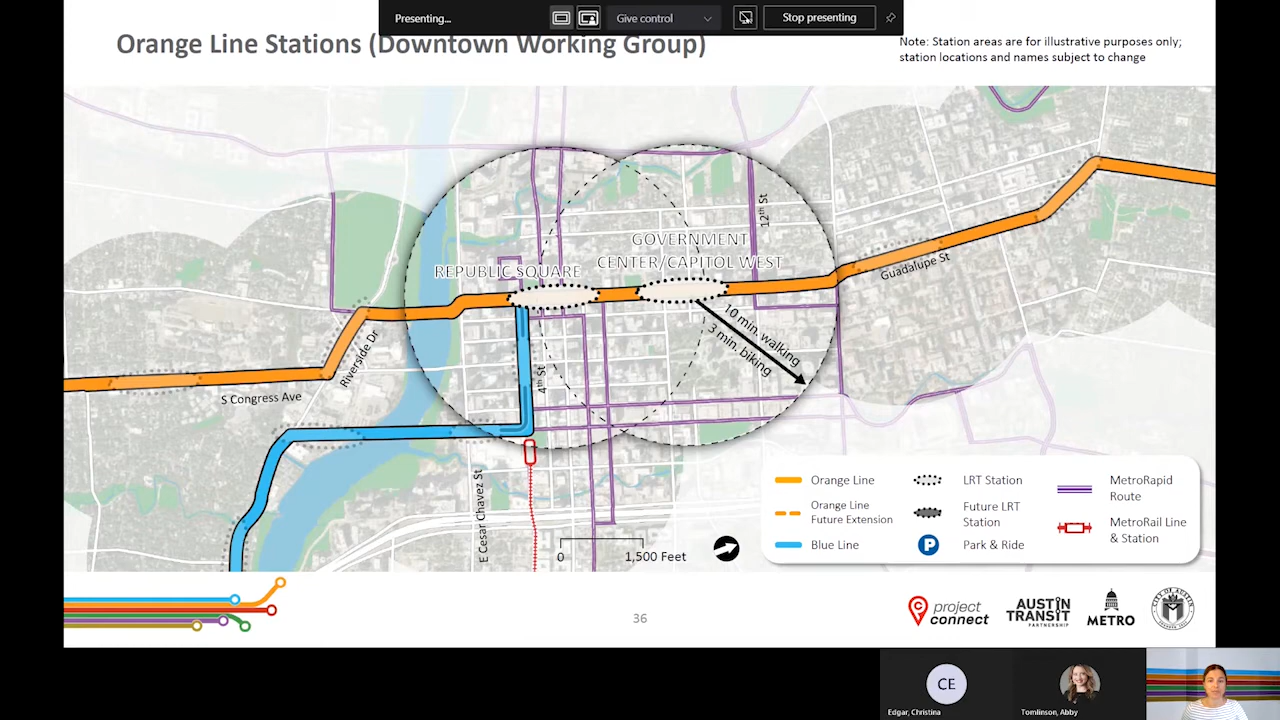 Presenting...
Give control
Stop presenting
Orange Line Stations (Downtown Working Group)
Note: Station areas are for illustrative purposes only;
station locations and names subject to change
12th St
GOVERNMENT
CENTER/CAPITOL WEST
REPUBLIC SQUARE
Guadalupe St
10 min. walking
3 min. biking
Riverside Dr
4th St
S Congress Ave
E Cesar Chavez St
0
1,500 Feet
Orange Line
Orange Line
Future Extension
Blue Line
LRT Station
Future LRT
Station
P
Park & Ride
MetroRapid
Route
MetroRail Line
& Station
36
project
connect
AUSTIN
TRANSIT
PARTNERSHIP
METRO
CITY OF AUSTIN
CE
Edgar, Christina
Tomlinson, Abby